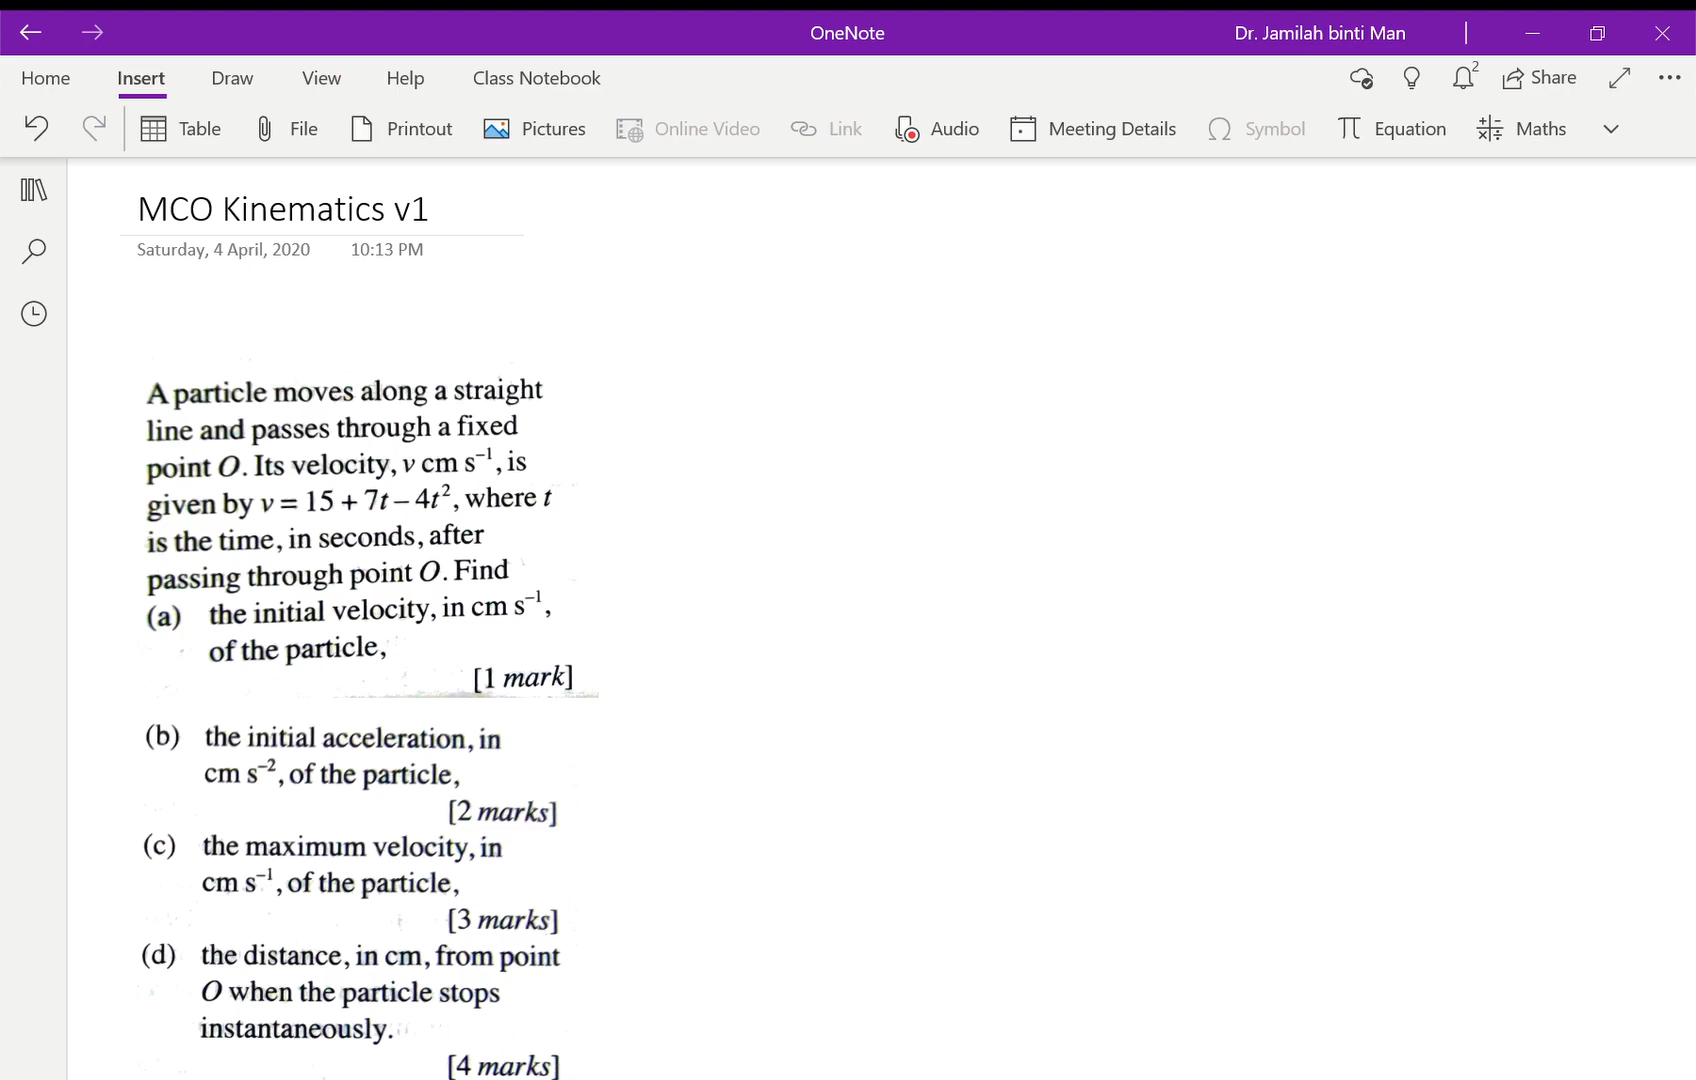 OneNote
Dr. Jamilah binti Man
Home Insert Draw View Help Class Notebook
2 Share
Table File Printout Pictures Online Video Link Audio Meeting Details Symbol Equation Maths
MCO Kinematics v1
Saturday, 4 April, 2020 10:13 PM
A particle moves along a straight
line and passes through a fixed
point O. Its velocity, v cm s⁻¹, is
given by v = 15 + 7t – 4t², where t
is the time, in seconds, after
passing through point O. Find
(a) the initial velocity, in cm s⁻¹,
of the particle,
[1 mark]
(b) the initial acceleration, in
cm s⁻², of the particle,
[2 marks]
(c) the maximum velocity, in
cm s⁻¹, of the particle,
[3 marks]
(d) the distance, in cm, from point
O when the particle stops
instantaneously.
[4 marks]